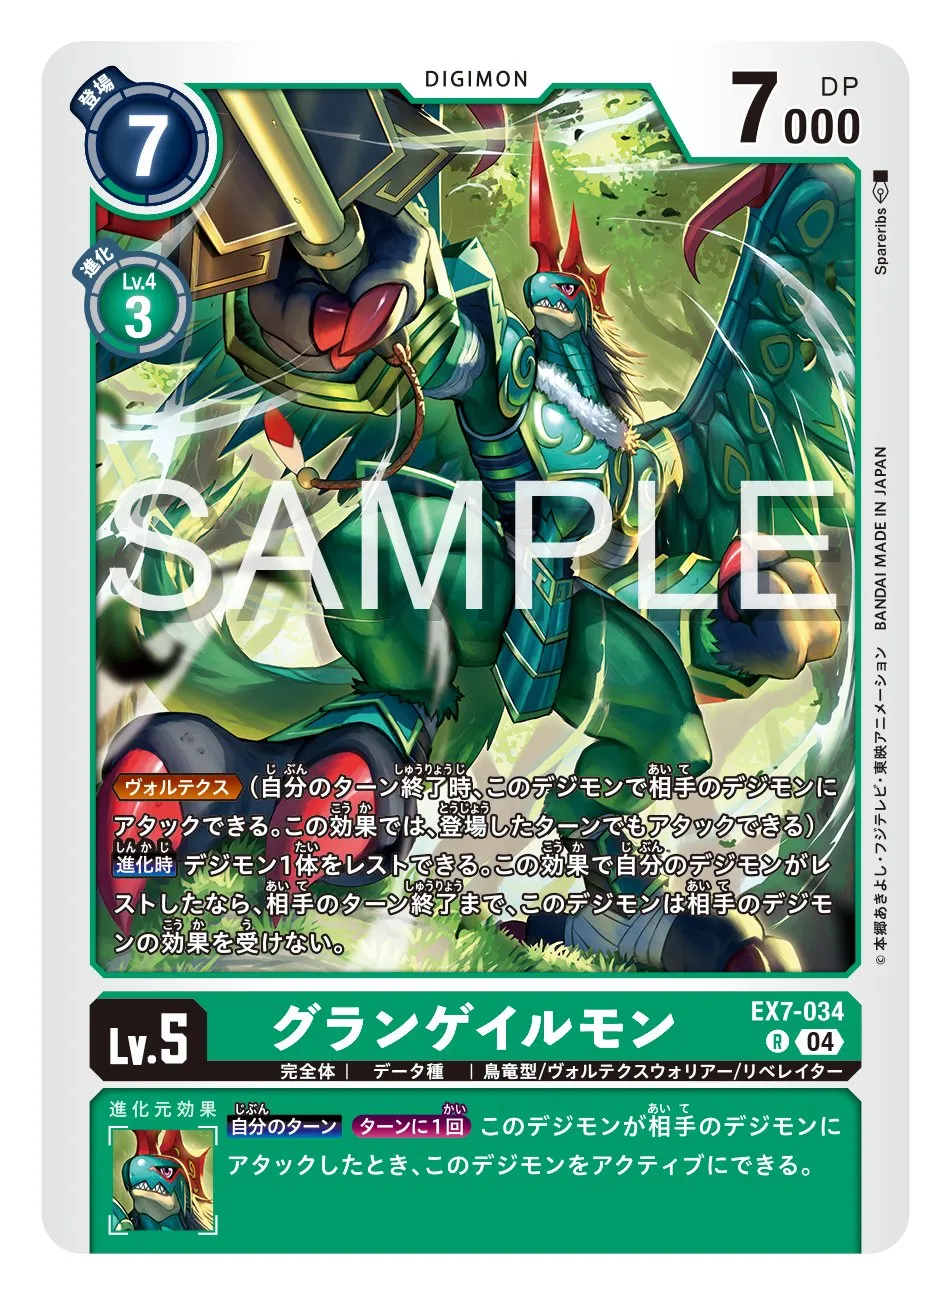 DIGIMON
登場
7
7000
DP
進化
Lv.4
3
Spareribs
SAMPLE
BANDAI MADE IN JAPAN
©本郷あきよし・フジテレビ・東映アニメーション
ヴォルテクス（自分のターン終了時、このデジモンで相手のデジモンに
アタックできる。この効果では、登場したターンでもアタックできる）
進化時 デジモン1体をレストできる。この効果で自分のデジモンがレ
ストしたなら、相手のターン終了まで、このデジモンは相手のデジモ
ンの効果を受けない。
Lv.5
グランゲイルモン
EX7-034
R 04
完全体 | データ種 | 鳥竜型/ヴォルテクスウォリアー/リベレイター
進化元効果
自分のターン ターンに1回 このデジモンが相手のデジモンに
アタックしたとき、このデジモンをアクティブにできる。